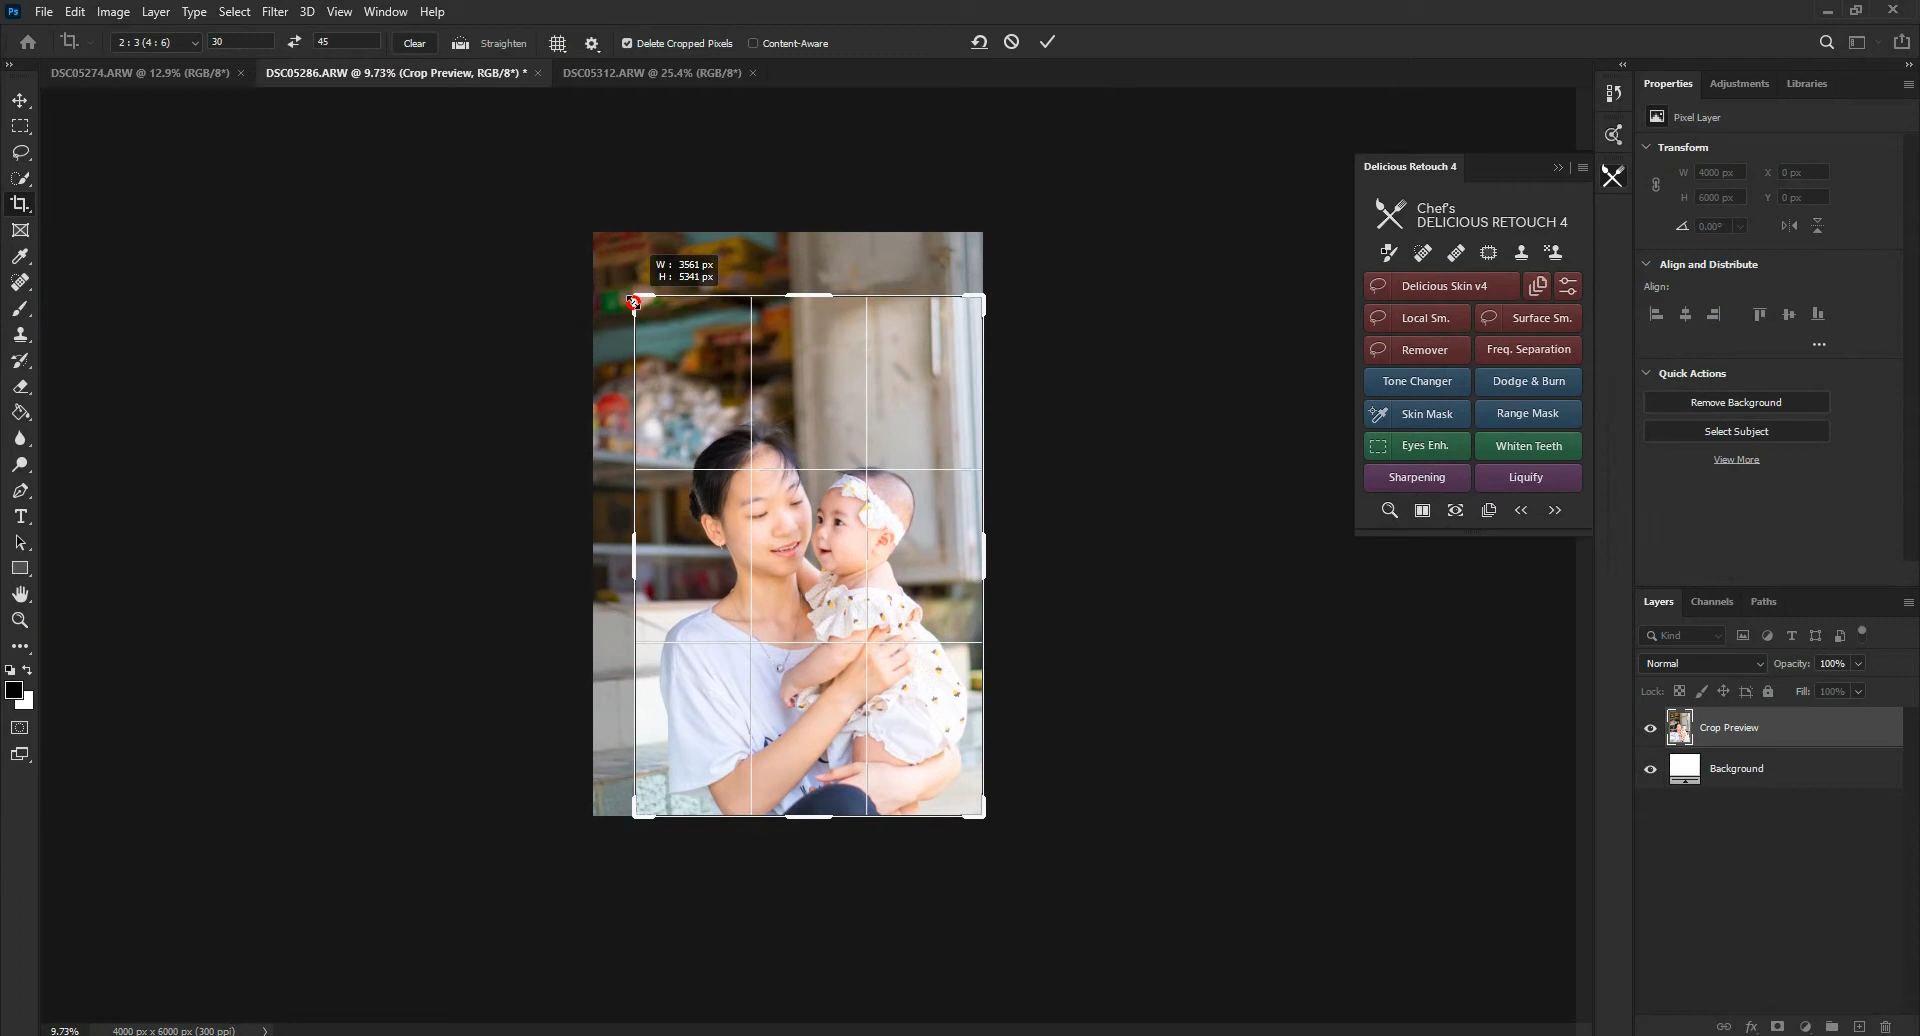 Ps File Edit Image Layer Type Select Filter 3D View Window Help
2 : 3 (4 : 6) 30 45 Clear Straighten Delete Cropped Pixels Content-Aware
DSC05274.ARW @ 12.9% (RGB/8*) × DSC05286.ARW @ 9.73% (Crop Preview, RGB/8*) * × DSC05312.ARW @ 25.4% (RGB/8*) ×
W : 3561 px
H : 5341 px
Delicious Retouch 4
Chef's
DELICIOUS RETOUCH 4
Delicious Skin v4
Local Sm. Surface Sm.
Remover Freq. Separation
Tone Changer Dodge & Burn
Skin Mask Range Mask
Eyes Enh. Whiten Teeth
Sharpening Liquify
Properties Adjustments Libraries
Pixel Layer
Transform
W 4000 px X 0 px
H 6000 px Y 0 px
0.00°
Align and Distribute
Align:
Quick Actions
Remove Background
Select Subject
View More
Layers Channels Paths
Kind
Normal Opacity: 100%
Lock: Fill: 100%
Crop Preview
Background
9.73% 4000 px x 6000 px (300 ppi)